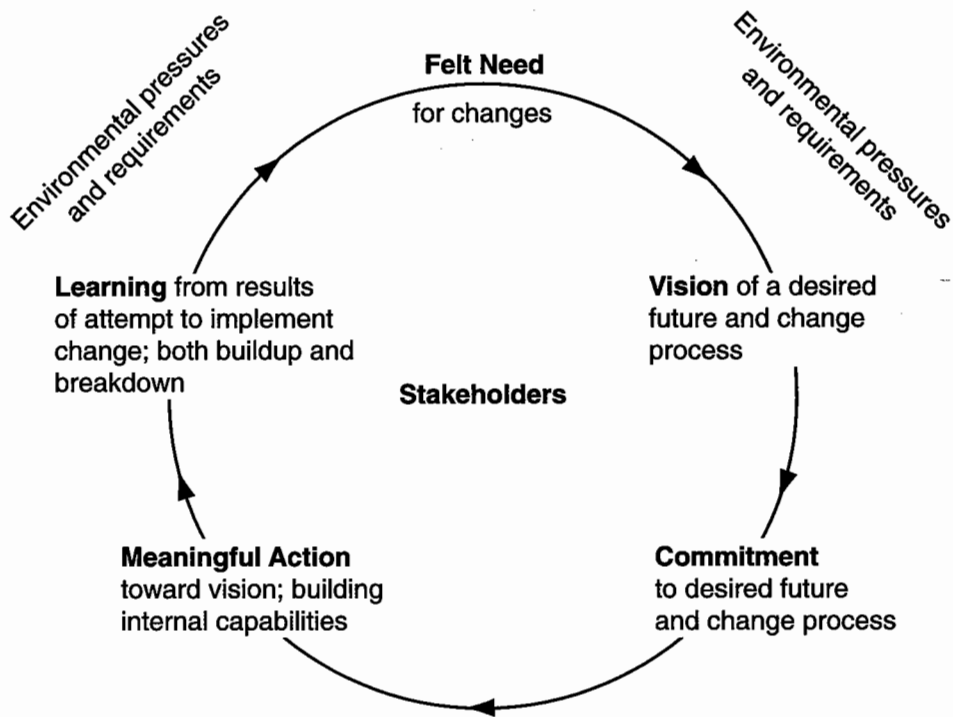 Environmental pressures
and requirements
Felt Need
for changes
Environmental pressures
and requirements
Vision of a desired
future and change
process
Stakeholders
Commitment
to desired future
and change process
Meaningful Action
toward vision; building
internal capabilities
Learning from results
of attempt to implement
change; both buildup and
breakdown